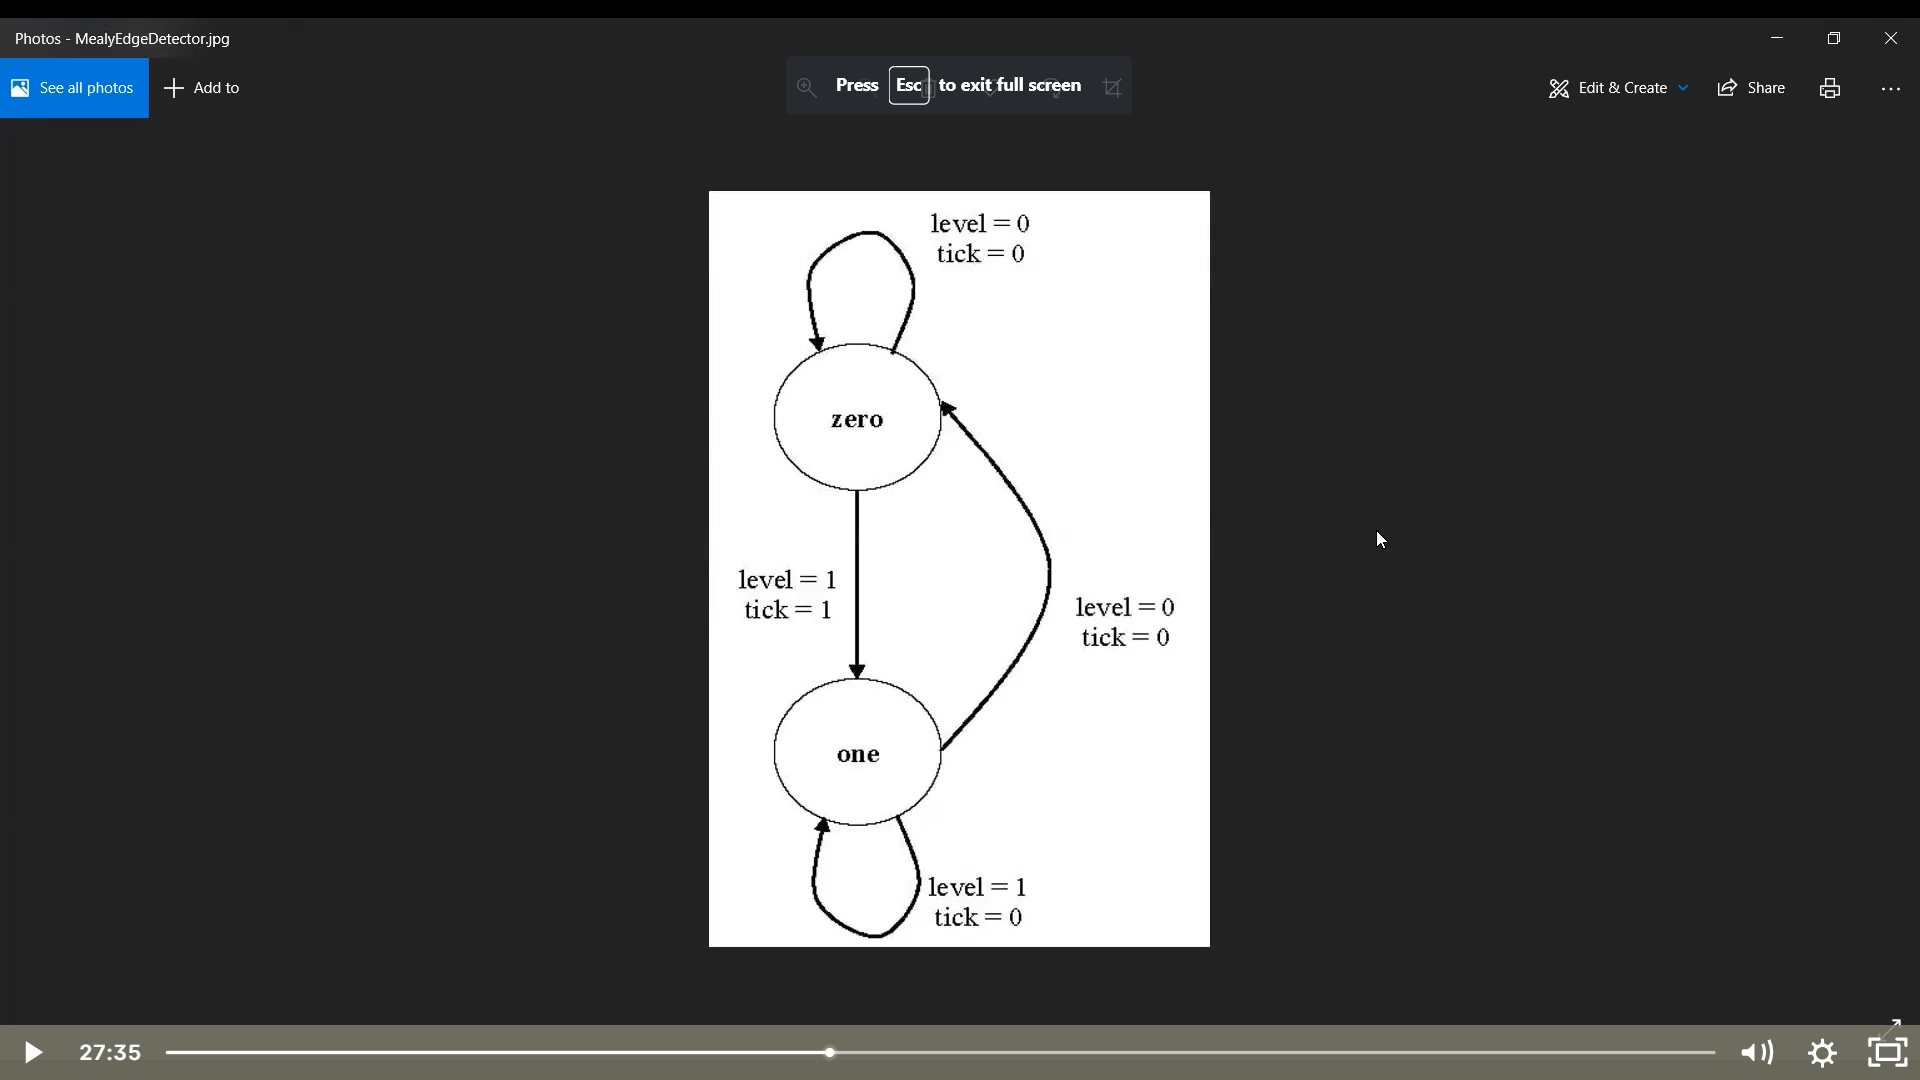 Photos - MealyEdgeDetector.jpg
See all photos
Add to
Press Esc to exit full screen
Edit & Create
Share
level = 0
tick = 0
zero
level = 1
tick = 1
level = 0
tick = 0
one
level = 1
tick = 0
27:35